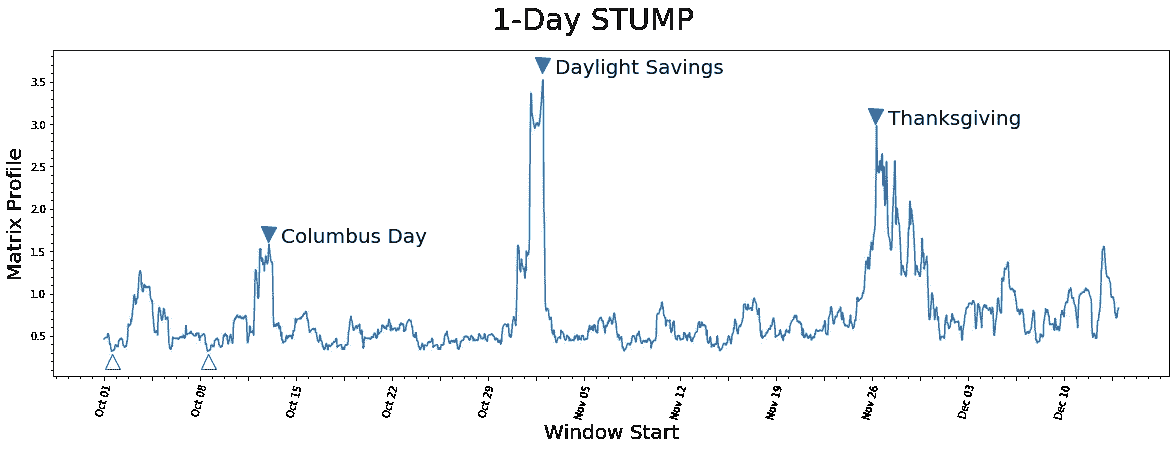 1-Day STUMP
Daylight Savings
Thanksgiving
Columbus Day
Matrix Profile
3.5
3.0
2.5
2.0
1.5
1.0
0.5
Oct 01
Oct 08
Oct 15
Oct 22
Oct 29
Nov 05
Nov 12
Nov 19
Nov 26
Dec 03
Dec 10
Window Start